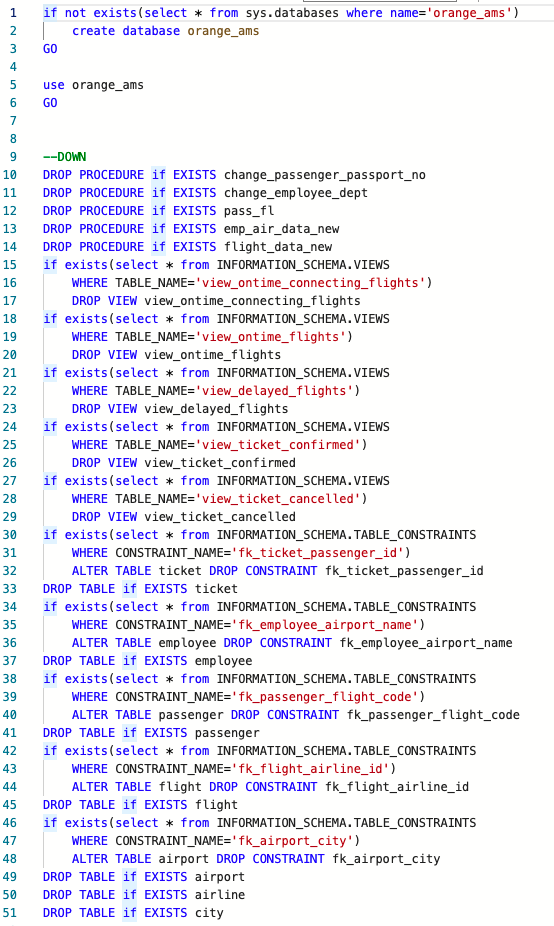 1 if not exists(select * from sys.databases where name='orange_ams')
2     create database orange_ams
3 GO
4
5 use orange_ams
6 GO
7
8
9 --DOWN
10 DROP PROCEDURE if EXISTS change_passenger_passport_no
11 DROP PROCEDURE if EXISTS change_employee_dept
12 DROP PROCEDURE if EXISTS pass_fl
13 DROP PROCEDURE if EXISTS emp_air_data_new
14 DROP PROCEDURE if EXISTS flight_data_new
15 if exists(select * from INFORMATION_SCHEMA.VIEWS
16     WHERE TABLE_NAME='view_ontime_connecting_flights')
17     DROP VIEW view_ontime_connecting_flights
18 if exists(select * from INFORMATION_SCHEMA.VIEWS
19     WHERE TABLE_NAME='view_ontime_flights')
20     DROP VIEW view_ontime_flights
21 if exists(select * from INFORMATION_SCHEMA.VIEWS
22     WHERE TABLE_NAME='view_delayed_flights')
23     DROP VIEW view_delayed_flights
24 if exists(select * from INFORMATION_SCHEMA.VIEWS
25     WHERE TABLE_NAME='view_ticket_confirmed')
26     DROP VIEW view_ticket_confirmed
27 if exists(select * from INFORMATION_SCHEMA.VIEWS
28     WHERE TABLE_NAME='view_ticket_cancelled')
29     DROP VIEW view_ticket_cancelled
30 if exists(select * from INFORMATION_SCHEMA.TABLE_CONSTRAINTS
31     WHERE CONSTRAINT_NAME='fk_ticket_passenger_id')
32     ALTER TABLE ticket DROP CONSTRAINT fk_ticket_passenger_id
33 DROP TABLE if EXISTS ticket
34 if exists(select * from INFORMATION_SCHEMA.TABLE_CONSTRAINTS
35     WHERE CONSTRAINT_NAME='fk_employee_airport_name')
36     ALTER TABLE employee DROP CONSTRAINT fk_employee_airport_name
37 DROP TABLE if EXISTS employee
38 if exists(select * from INFORMATION_SCHEMA.TABLE_CONSTRAINTS
39     WHERE CONSTRAINT_NAME='fk_passenger_flight_code')
40     ALTER TABLE passenger DROP CONSTRAINT fk_passenger_flight_code
41 DROP TABLE if EXISTS passenger
42 if exists(select * from INFORMATION_SCHEMA.TABLE_CONSTRAINTS
43     WHERE CONSTRAINT_NAME='fk_flight_airline_id')
44     ALTER TABLE flight DROP CONSTRAINT fk_flight_airline_id
45 DROP TABLE if EXISTS flight
46 if exists(select * from INFORMATION_SCHEMA.TABLE_CONSTRAINTS
47     WHERE CONSTRAINT_NAME='fk_airport_city')
48     ALTER TABLE airport DROP CONSTRAINT fk_airport_city
49 DROP TABLE if EXISTS airport
50 DROP TABLE if EXISTS airline
51 DROP TABLE if EXISTS city